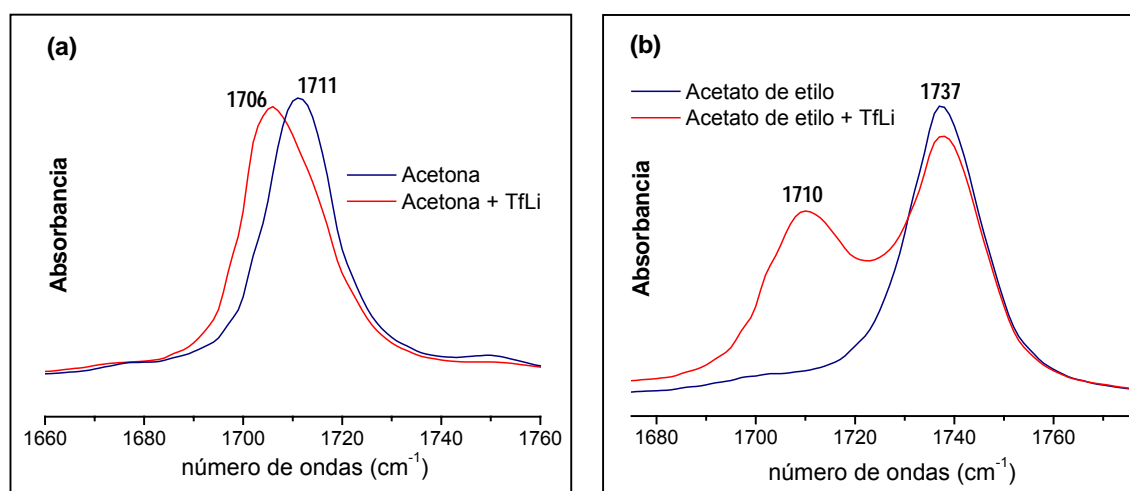 (a)
1706
1711
Acetona
Acetona + TfLi
Absorbancia
1660 1680 1700 1720 1740 1760
número de ondas (cm⁻¹)
(b)
Acetato de etilo
Acetato de etilo + TfLi
1737
1710
Absorbancia
1680 1700 1720 1740 1760
número de ondas (cm⁻¹)